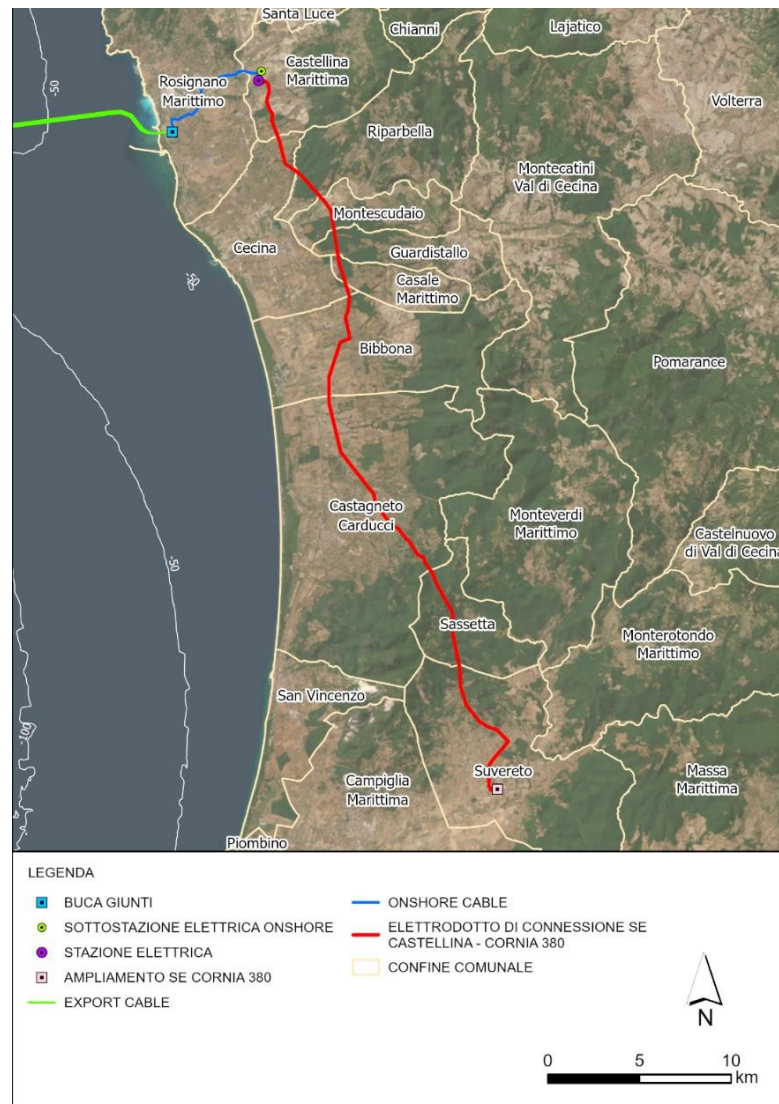 Santa Luce
Chianni
Lajatico
Castellina
Marittima
Rosignano
Marittimo
Volterra
-50
Riparbella
Montecatini
Val di Cecina
Montescudaio
Cecina
Guardistallo
Casale
Marittimo
Bibbona
Pomarance
-50
Castagneto
Carducci
Monteverdi
Marittimo
Castelnuovo
di Val di Cecina
-50
Sassetta
Monterotondo
Marittimo
San Vincenzo
-100
Suvereto
Massa
Marittima
Campiglia
Marittima
Piombino
LEGENDA
BUCA GIUNTI
SOTTOSTAZIONE ELETTRICA ONSHORE
STAZIONE ELETTRICA
AMPLIAMENTO SE CORNIA 380
EXPORT CABLE
ONSHORE CABLE
ELETTRODOTTO DI CONNESSIONE SE
CASTELLINA - CORNIA 380
CONFINE COMUNALE
N
0 5 10
km